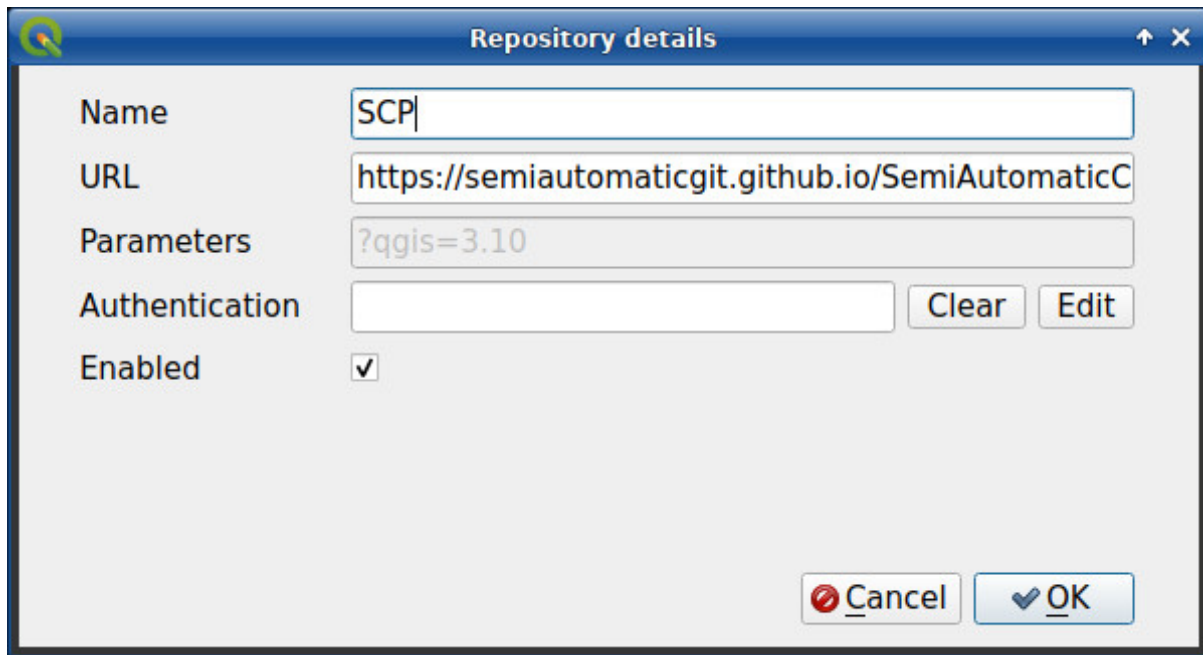 Repository details
Name SCP
URL https://semiautomaticgit.github.io/SemiAutomaticC
Parameters ?qgis=3.10
Authentication Clear Edit
Enabled
Cancel OK